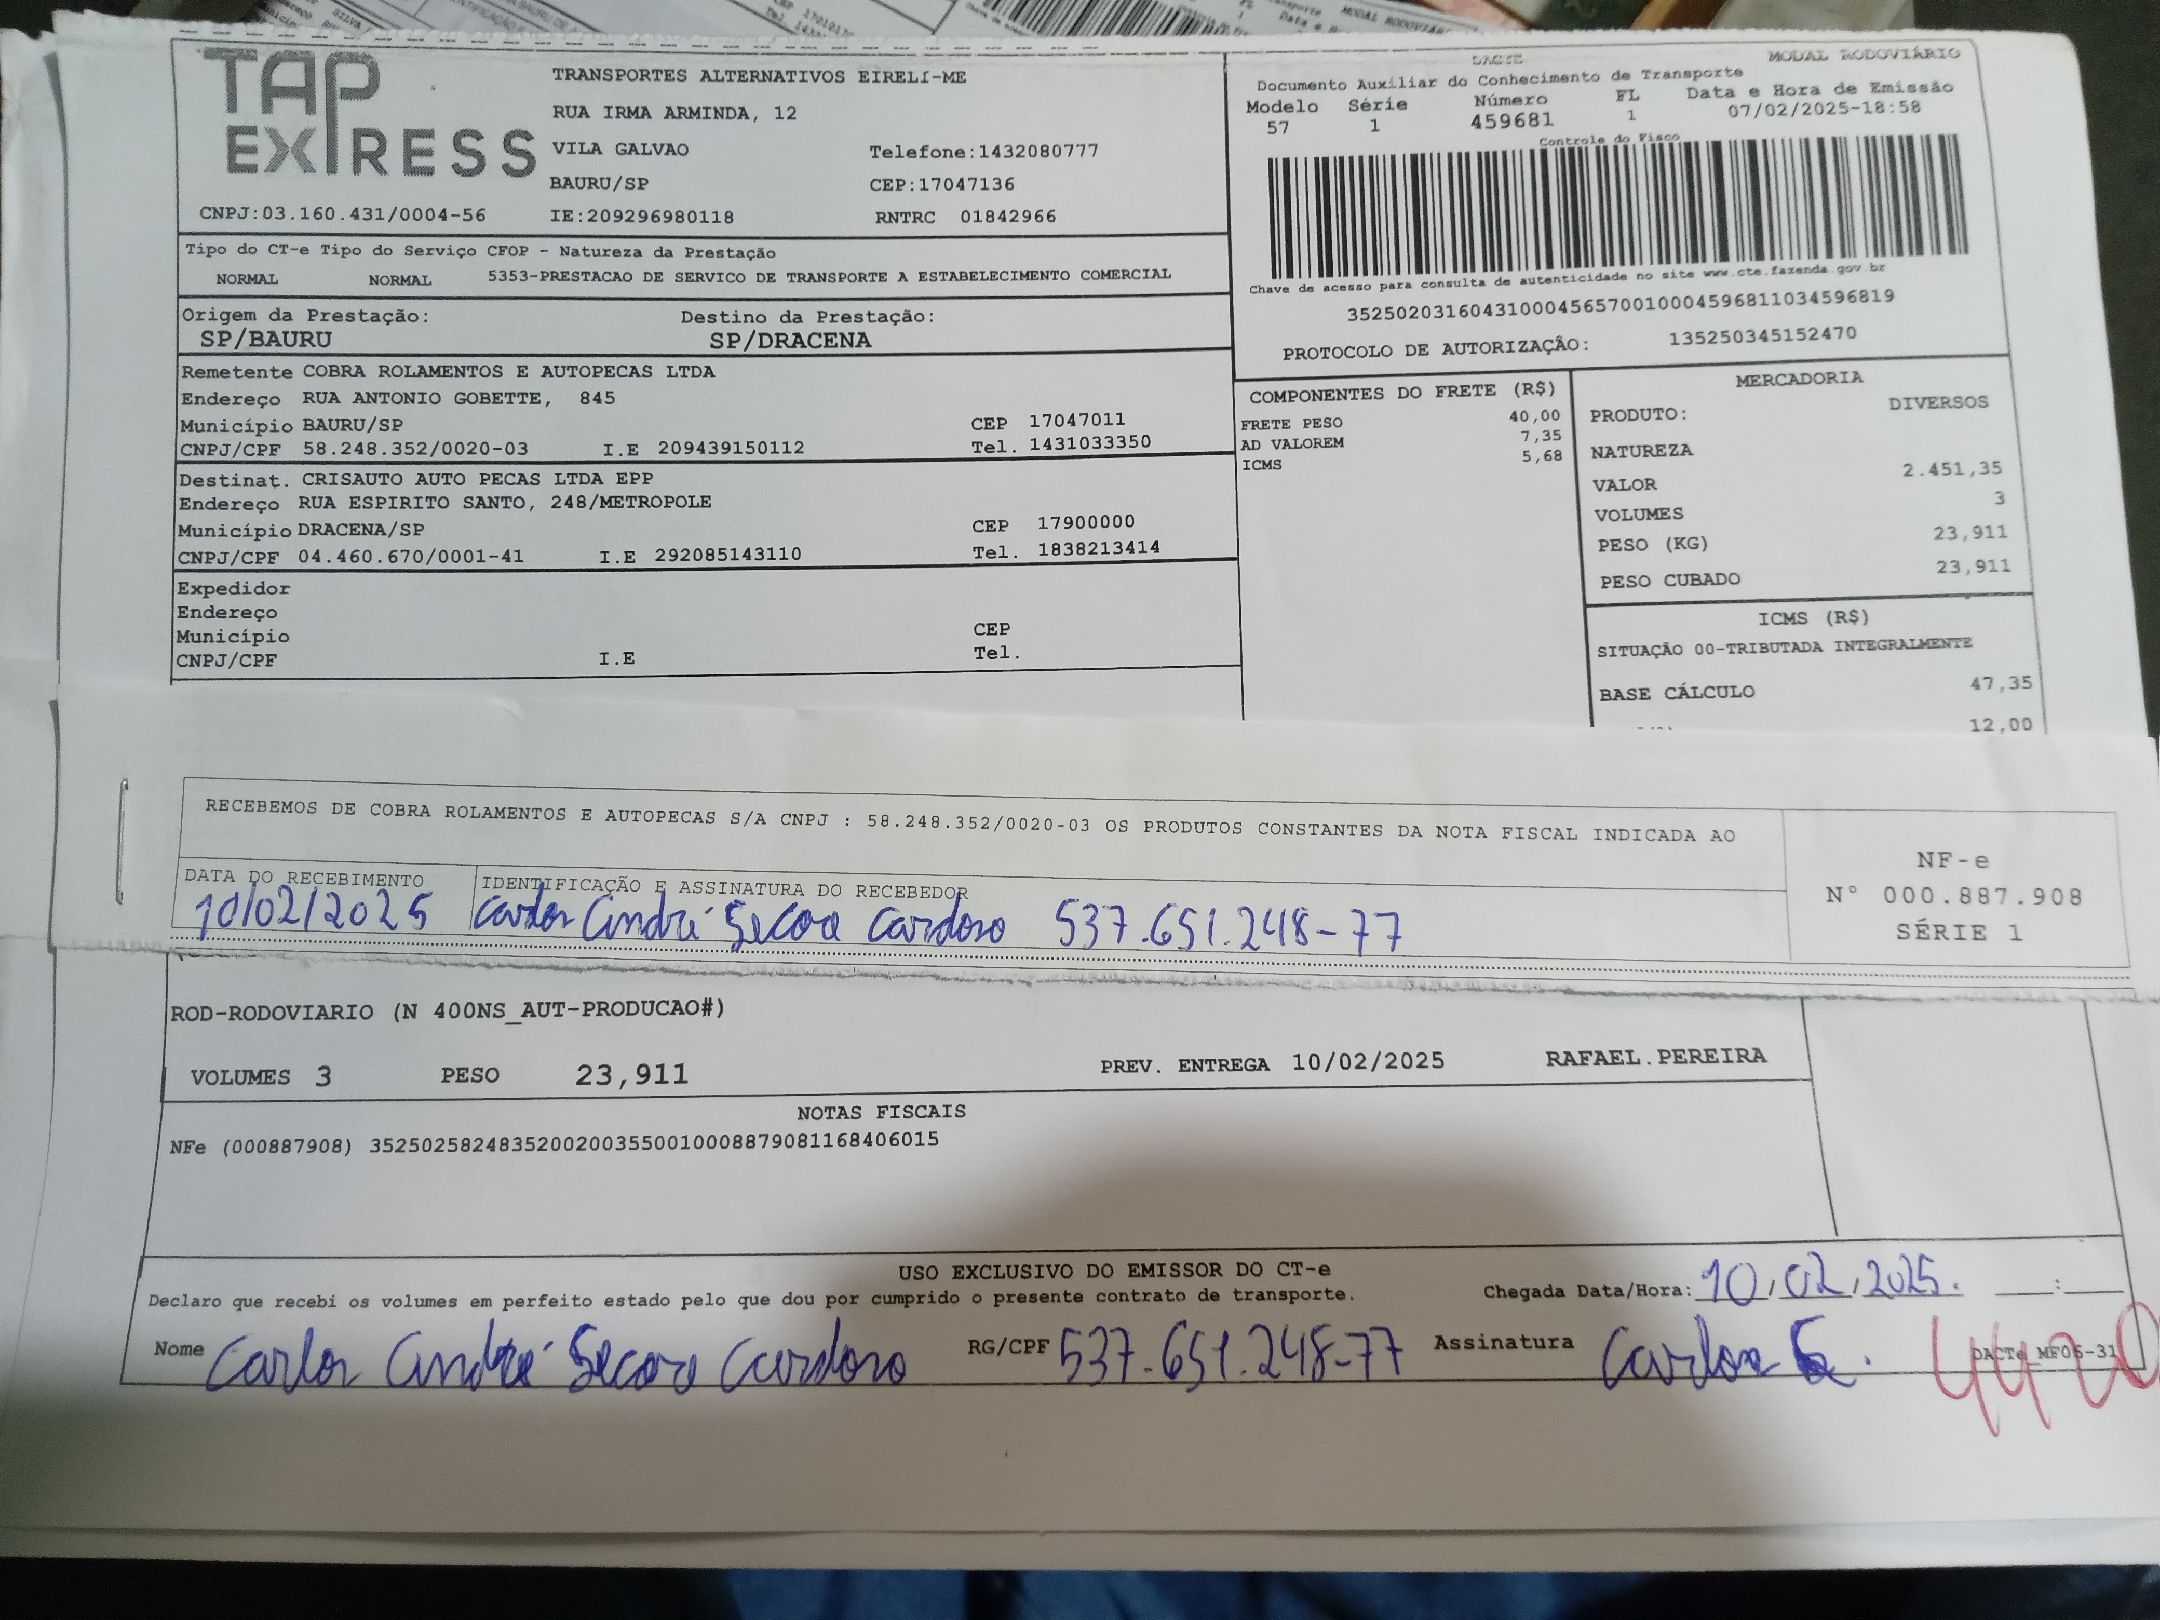 TAP EXPRESS
TRANSPORTES ALTERNATIVOS EIRELI-ME
RUA IRMA ARMINDA, 12
VILA GALVAO Telefone:1432080777
BAURU/SP CEP:17047136
CNPJ:03.160.431/0004-56 IE:209296980118 RNTRC 01842966
DACTE MODAL RODOVIÁRIO
Documento Auxiliar do Conhecimento de Transporte
Modelo Série Número FL Data e Hora de Emissão
57 1 459681 1 07/02/2025-18:58
Controle do Fisco
Chave de acesso para consulta de autenticidade no site www.cte.fazenda.gov.br
35250203160431000456570010004596811034596819
PROTOCOLO DE AUTORIZAÇÃO: 135250345152470
Tipo do CT-e Tipo do Serviço CFOP - Natureza da Prestação
NORMAL NORMAL 5353-PRESTACAO DE SERVICO DE TRANSPORTE A ESTABELECIMENTO COMERCIAL
Origem da Prestação: Destino da Prestação:
SP/BAURU SP/DRACENA
Remetente COBRA ROLAMENTOS E AUTOPECAS LTDA
Endereço RUA ANTONIO GOBETTE, 845
Município BAURU/SP CEP 17047011
CNPJ/CPF 58.248.352/0020-03 I.E 209439150112 Tel. 1431033350
Destinat. CRISAUTO AUTO PECAS LTDA EPP
Endereço RUA ESPIRITO SANTO, 248/METROPOLE
Município DRACENA/SP CEP 17900000
CNPJ/CPF 04.460.670/0001-41 I.E 292085143110 Tel. 1838213414
Expedidor
Endereço
Município CEP
CNPJ/CPF I.E Tel.
COMPONENTES DO FRETE (R$)
FRETE PESO 40,00
AD VALOREM 7,35
ICMS 5,68
MERCADORIA
PRODUTO: DIVERSOS
NATUREZA
VALOR 2.451,35
VOLUMES 3
PESO (KG) 23,911
PESO CUBADO 23,911
ICMS (R$)
SITUAÇÃO 00-TRIBUTADA INTEGRALMENTE
BASE CÁLCULO 47,35
12,00
RECEBEMOS DE COBRA ROLAMENTOS E AUTOPECAS S/A CNPJ : 58.248.352/0020-03 OS PRODUTOS CONSTANTES DA NOTA FISCAL INDICADA AO
DATA DO RECEBIMENTO IDENTIFICAÇÃO E ASSINATURA DO RECEBEDOR
10/02/2025 Carlos André Secoro Cardoso 537.651.248-77
NF-e
N° 000.887.908
SÉRIE 1
ROD-RODOVIARIO (N 400NS_AUT-PRODUCAO#)
VOLUMES 3 PESO 23,911 PREV. ENTREGA 10/02/2025 RAFAEL.PEREIRA
NOTAS FISCAIS
NFe (000887908) 35250258248352002003550010008879081168406015
USO EXCLUSIVO DO EMISSOR DO CT-e
Declaro que recebi os volumes em perfeito estado pelo que dou por cumprido o presente contrato de transporte. Chegada Data/Hora: 10/02/2025. :
Nome Carlos André Secoro Cardoso RG/CPF 537.651.248-77 Assinatura Carlos S. DACTe_MF06-31